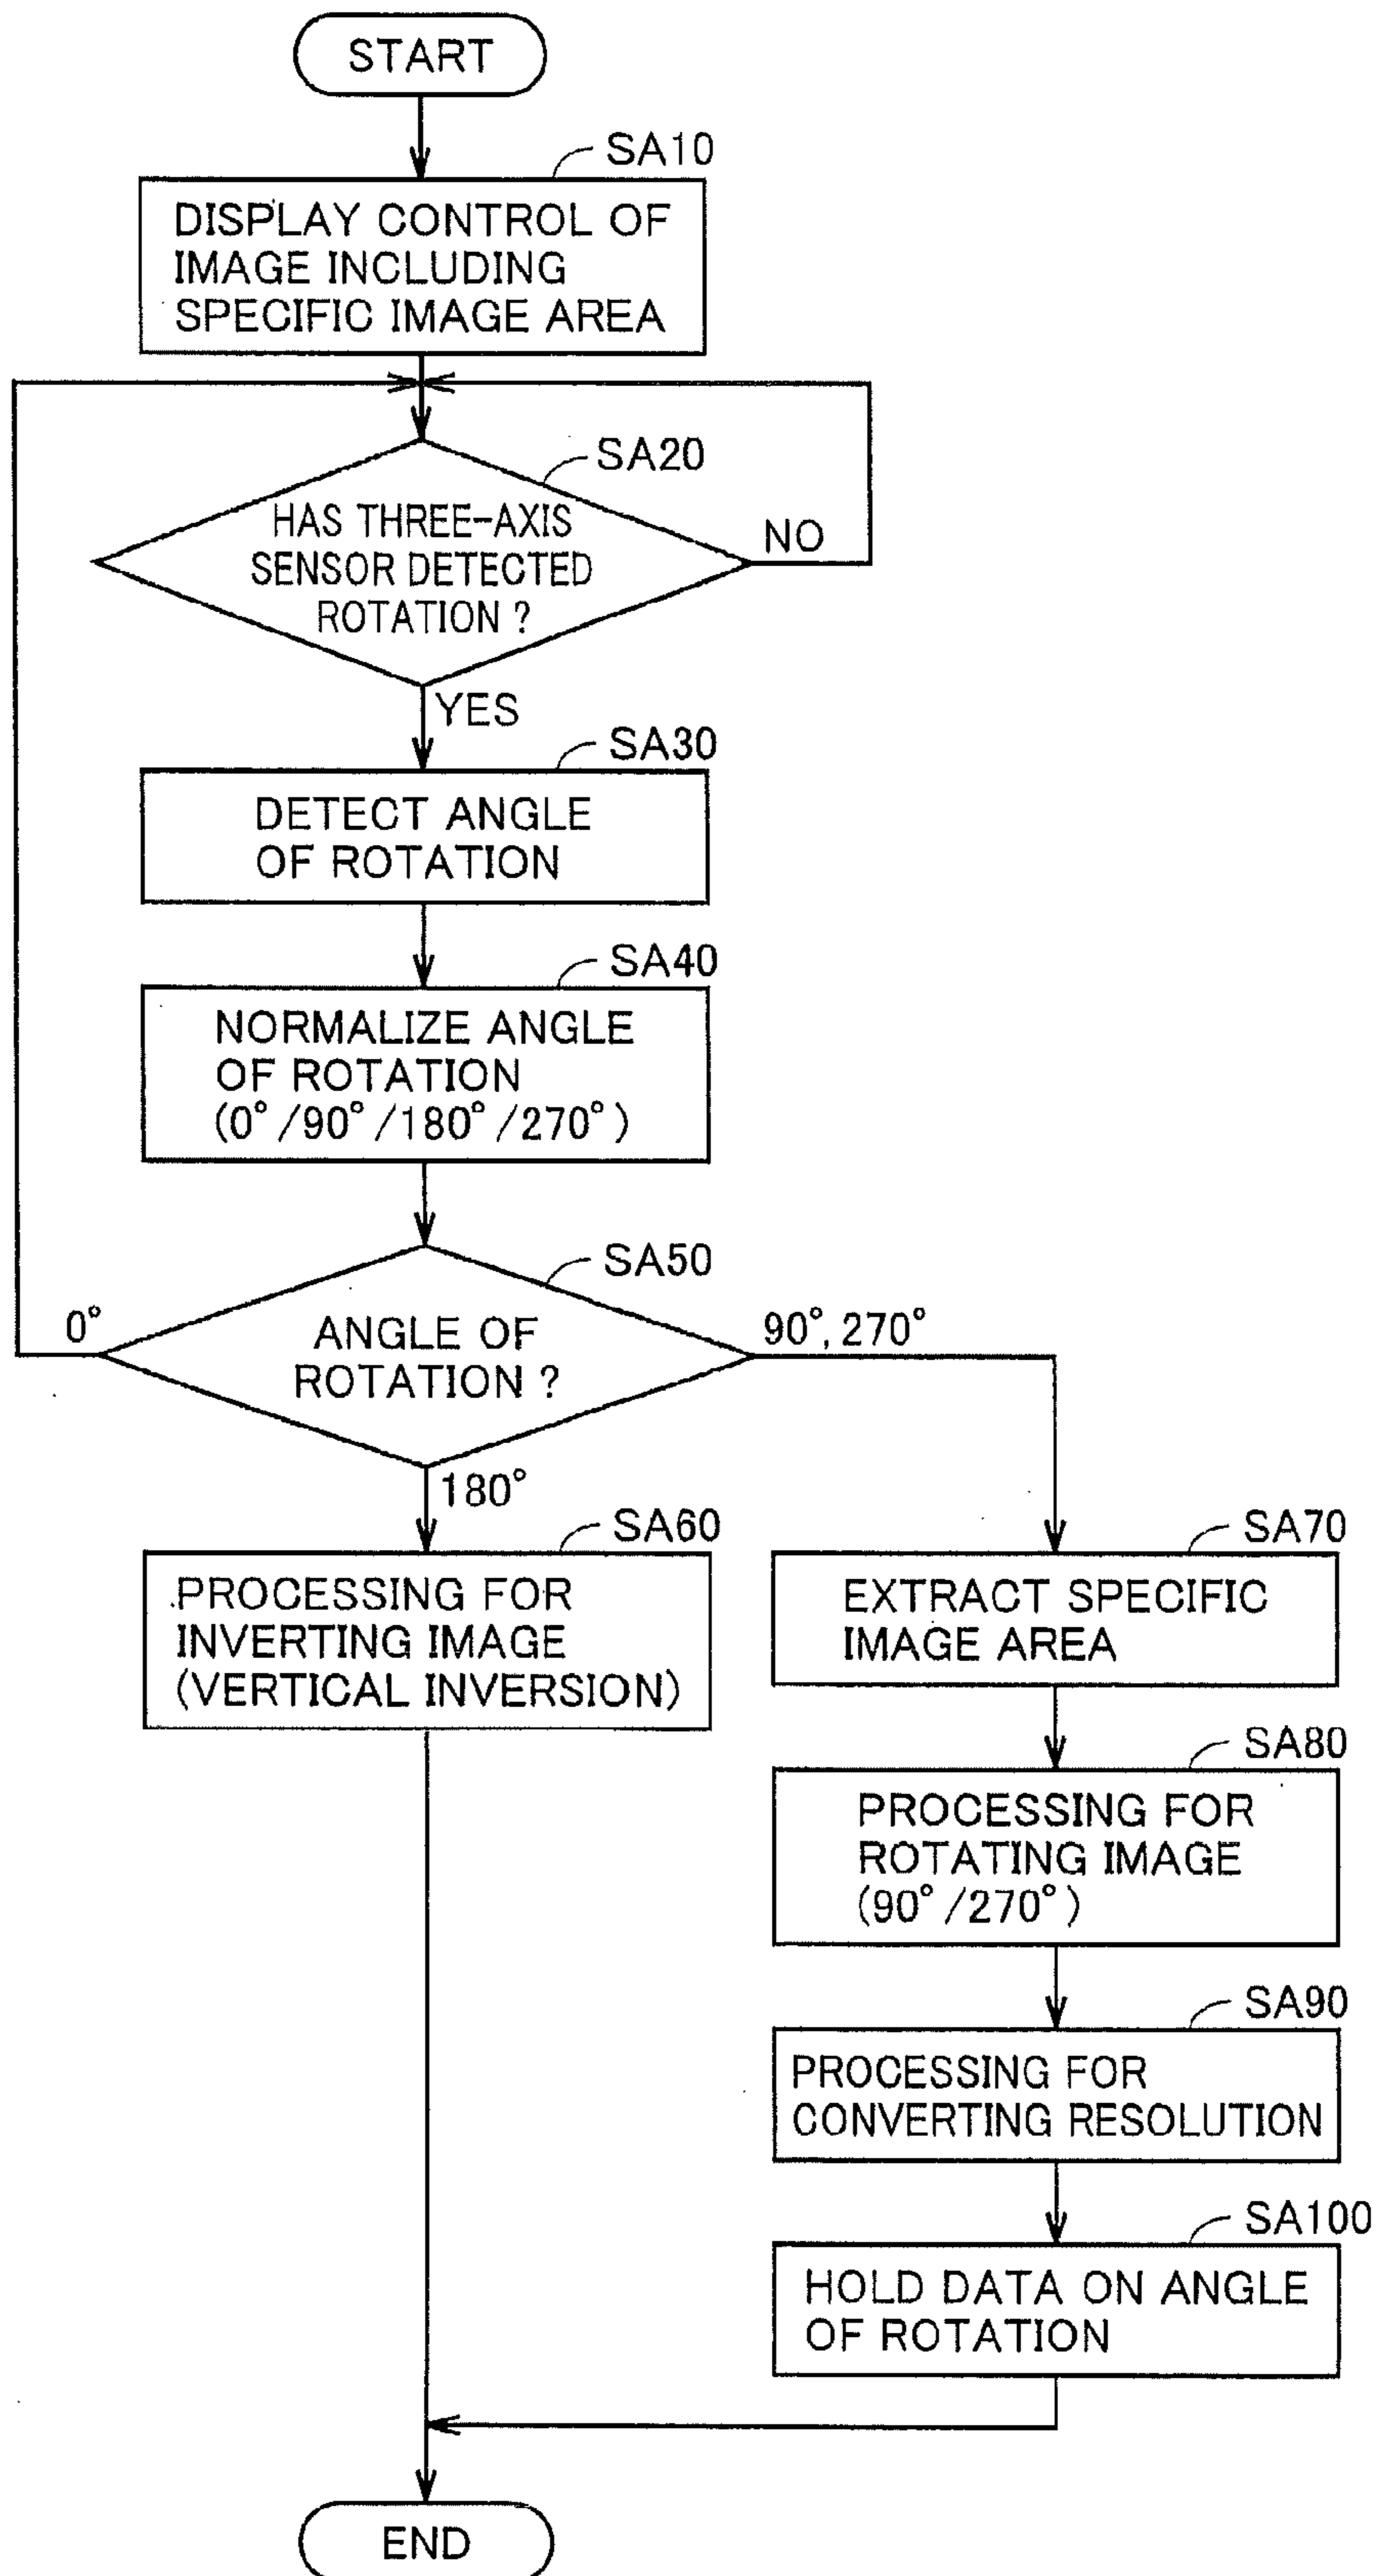 START
SA10
DISPLAY CONTROL OF
IMAGE INCLUDING
SPECIFIC IMAGE AREA
SA20
HAS THREE-AXIS
SENSOR DETECTED
ROTATION ?
NO
YES
SA30
DETECT ANGLE
OF ROTATION
SA40
NORMALIZE ANGLE
OF ROTATION
(0°/90°/180°/270°)
SA50
0°
ANGLE OF
ROTATION ?
90°, 270°
180°
SA60
PROCESSING FOR
INVERTING IMAGE
(VERTICAL INVERSION)
SA70
EXTRACT SPECIFIC
IMAGE AREA
SA80
PROCESSING FOR
ROTATING IMAGE
(90°/270°)
SA90
PROCESSING FOR
CONVERTING RESOLUTION
SA100
HOLD DATA ON ANGLE
OF ROTATION
END